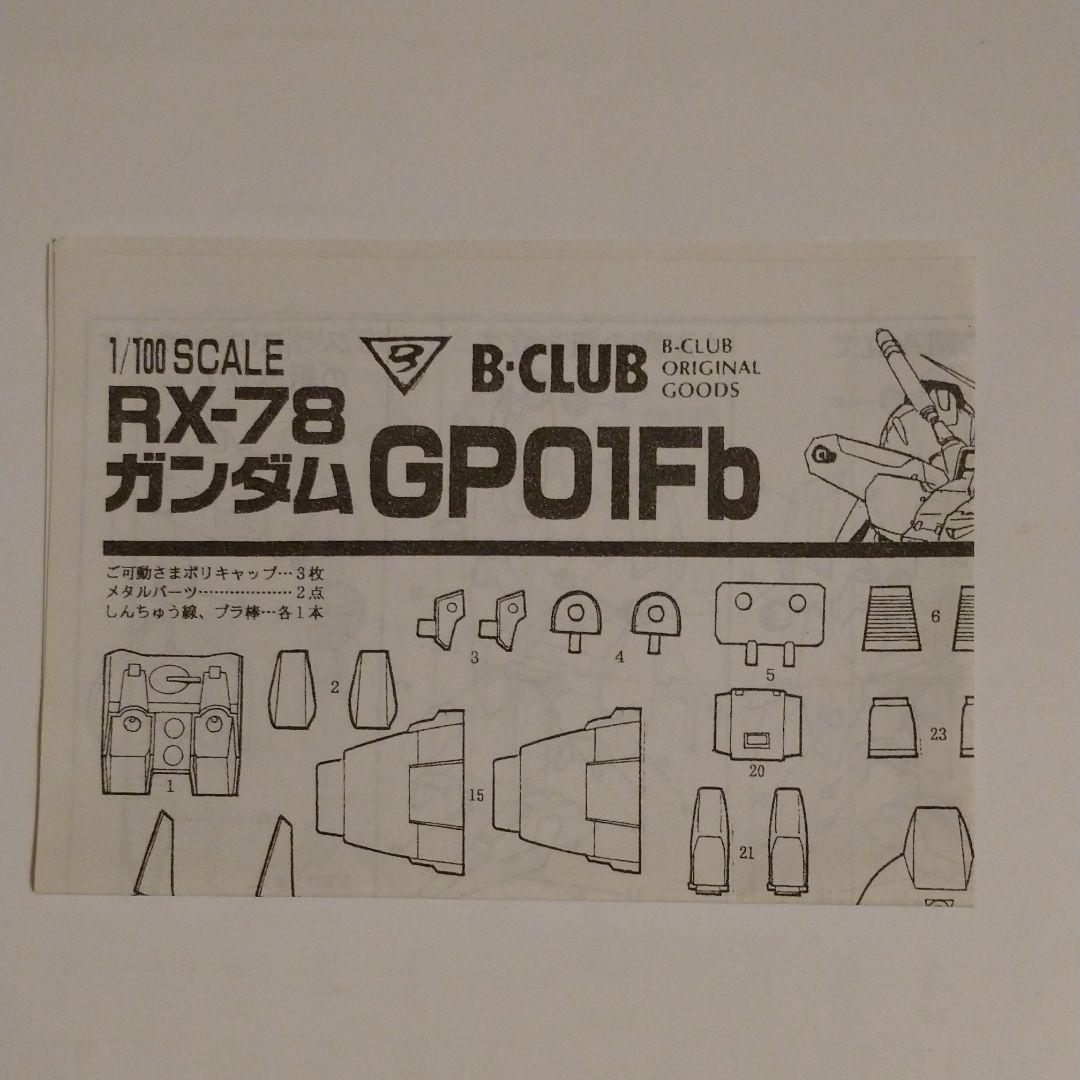 1/100 SCALE
RX-78
ガンダム GP01Fb
B·CLUB
B-CLUB
ORIGINAL
GOODS
ご可動さまポリキャップ…3枚
メタルパーツ………………2点
しんちゅう線、プラ棒…各1本
3
4
5
6
2
1
15
20
23
21